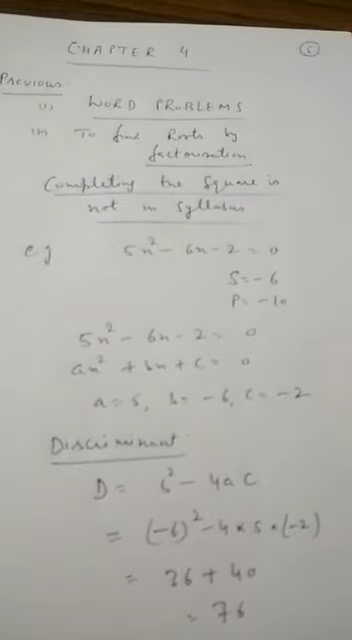 CHAPTER 4
5
PREVIOUS
(i) WORD PROBLEMS
(ii) To find Roots by
factorisation
Completing the Square is
not in syllabus
e.g 5x² - 6x - 2 = 0
S = -6
P = -10
5x² - 6x - 2 = 0
ax² + bx + c = 0
a = 5, b = -6, c = -2
DISCRIMINANT
D = b² - 4ac
= (-6)² - 4 × 5 × (-2)
= 36 + 40
= 76